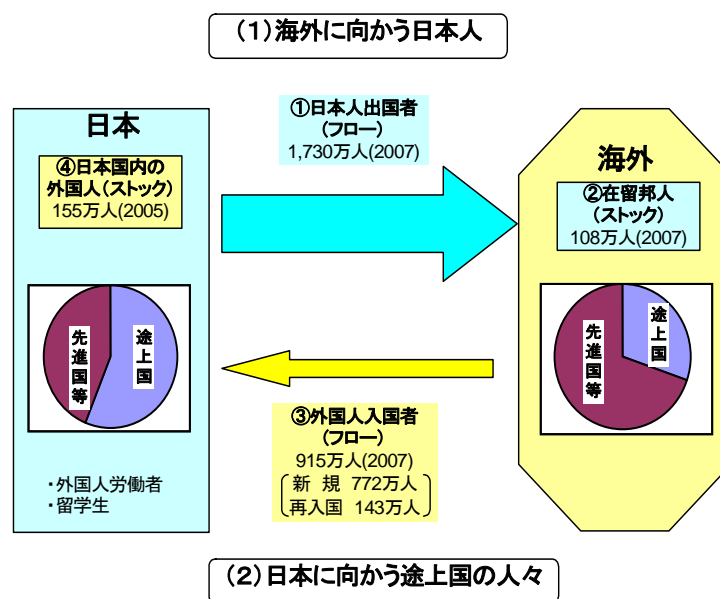 (1)海外に向かう日本人
日本
④日本国内の
外国人(ストック)
155万人(2005)
先進国等
途上国
・外国人労働者
・留学生
①日本人出国者
(フロー)
1,730万人(2007)
③外国人入国者
(フロー)
915万人(2007)
新 規 772万人
再入国 143万人
海外
②在留邦人
(ストック)
108万人(2007)
先進国等
途上国
(2)日本に向かう途上国の人々